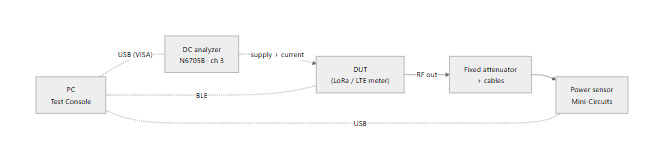 USB (VISA)
DC analyzer
N6705B · ch 3
supply + current
PC
Test Console
BLE
DUT
(LoRa / LTE meter)
RF out
Fixed attenuator
+ cables
Power sensor
Mini-Circuits
USB